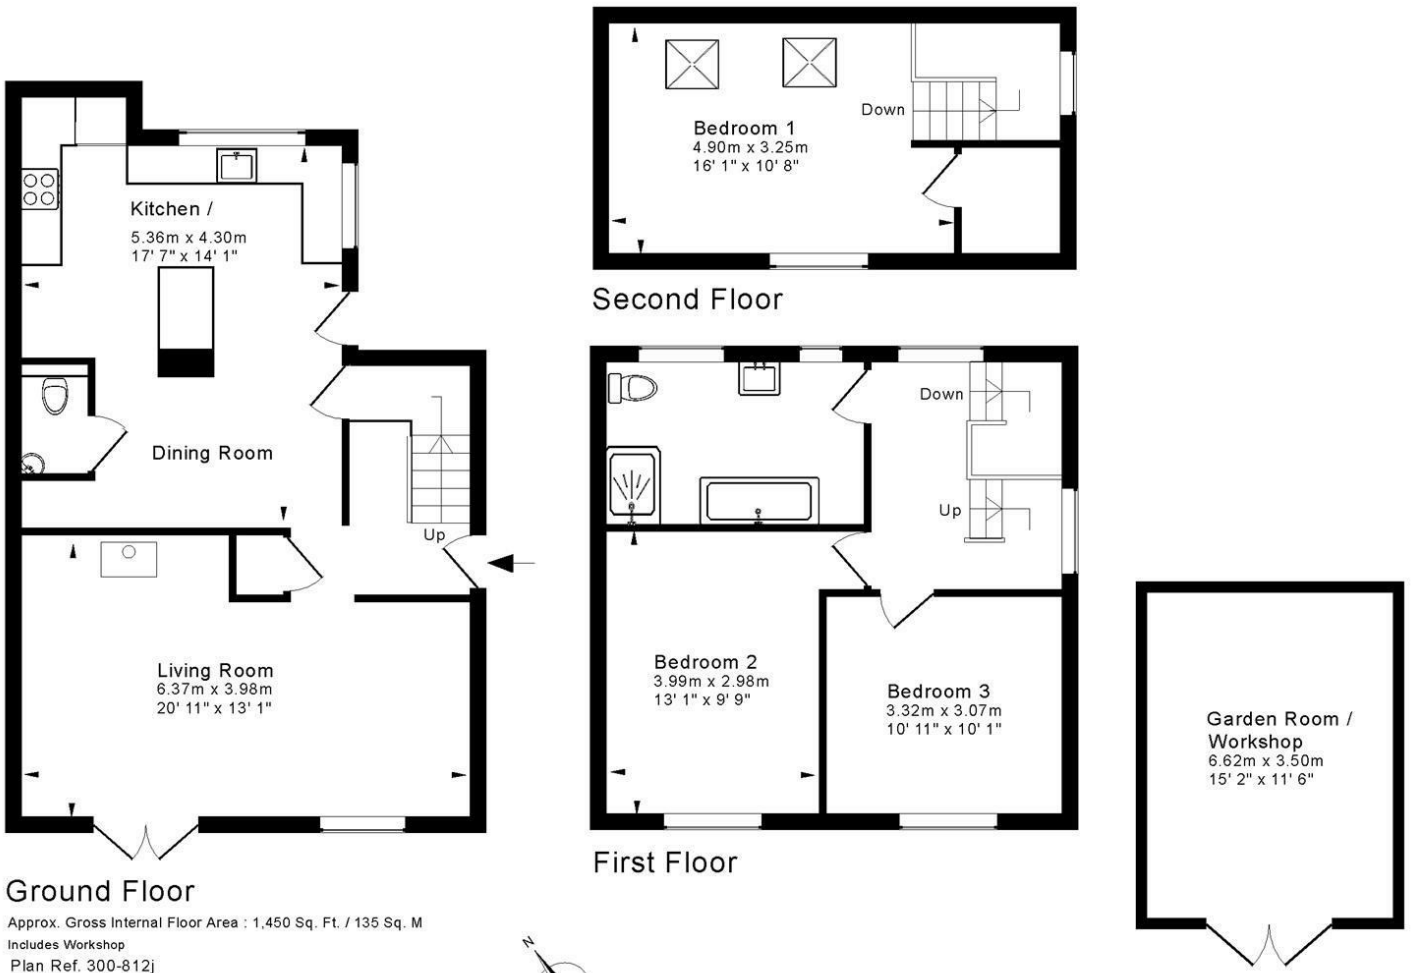 Kitchen /
5.36m x 4.30m
17' 7" x 14' 1"
Dining Room
Up
Living Room
6.37m x 3.98m
20' 11" x 13' 1"
Ground Floor
Approx. Gross Internal Floor Area : 1,450 Sq. Ft. / 135 Sq. M
Includes Workshop
Plan Ref. 300-812j
Bedroom 1
4.90m x 3.25m
16' 1" x 10' 8"
Down
Second Floor
Down
Up
Bedroom 2
3.99m x 2.98m
13' 1" x 9' 9"
Bedroom 3
3.32m x 3.07m
10' 11" x 10' 1"
First Floor
N
Garden Room /
Workshop
6.62m x 3.50m
15' 2" x 11' 6"